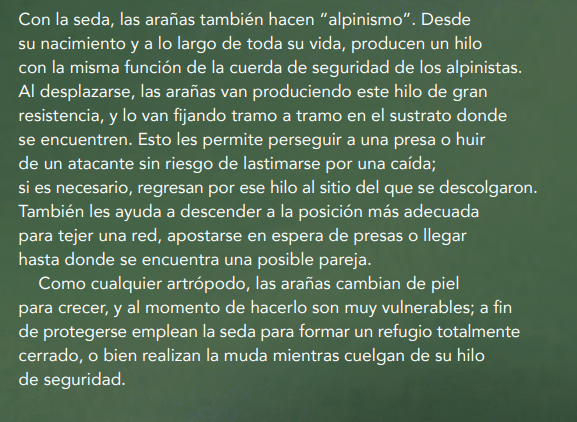 Con la seda, las arañas también hacen “alpinismo”. Desde
su nacimiento y a lo largo de toda su vida, producen un hilo
con la misma función de la cuerda de seguridad de los alpinistas.
Al desplazarse, las arañas van produciendo este hilo de gran
resistencia, y lo van fijando tramo a tramo en el sustrato donde
se encuentren. Esto les permite perseguir a una presa o huir
de un atacante sin riesgo de lastimarse por una caída;
si es necesario, regresan por ese hilo al sitio del que se descolgaron.
También les ayuda a descender a la posición más adecuada
para tejer una red, apostarse en espera de presas o llegar
hasta donde se encuentra una posible pareja.
Como cualquier artrópodo, las arañas cambian de piel
para crecer, y al momento de hacerlo son muy vulnerables; a fin
de protegerse emplean la seda para formar un refugio totalmente
cerrado, o bien realizan la muda mientras cuelgan de su hilo
de seguridad.